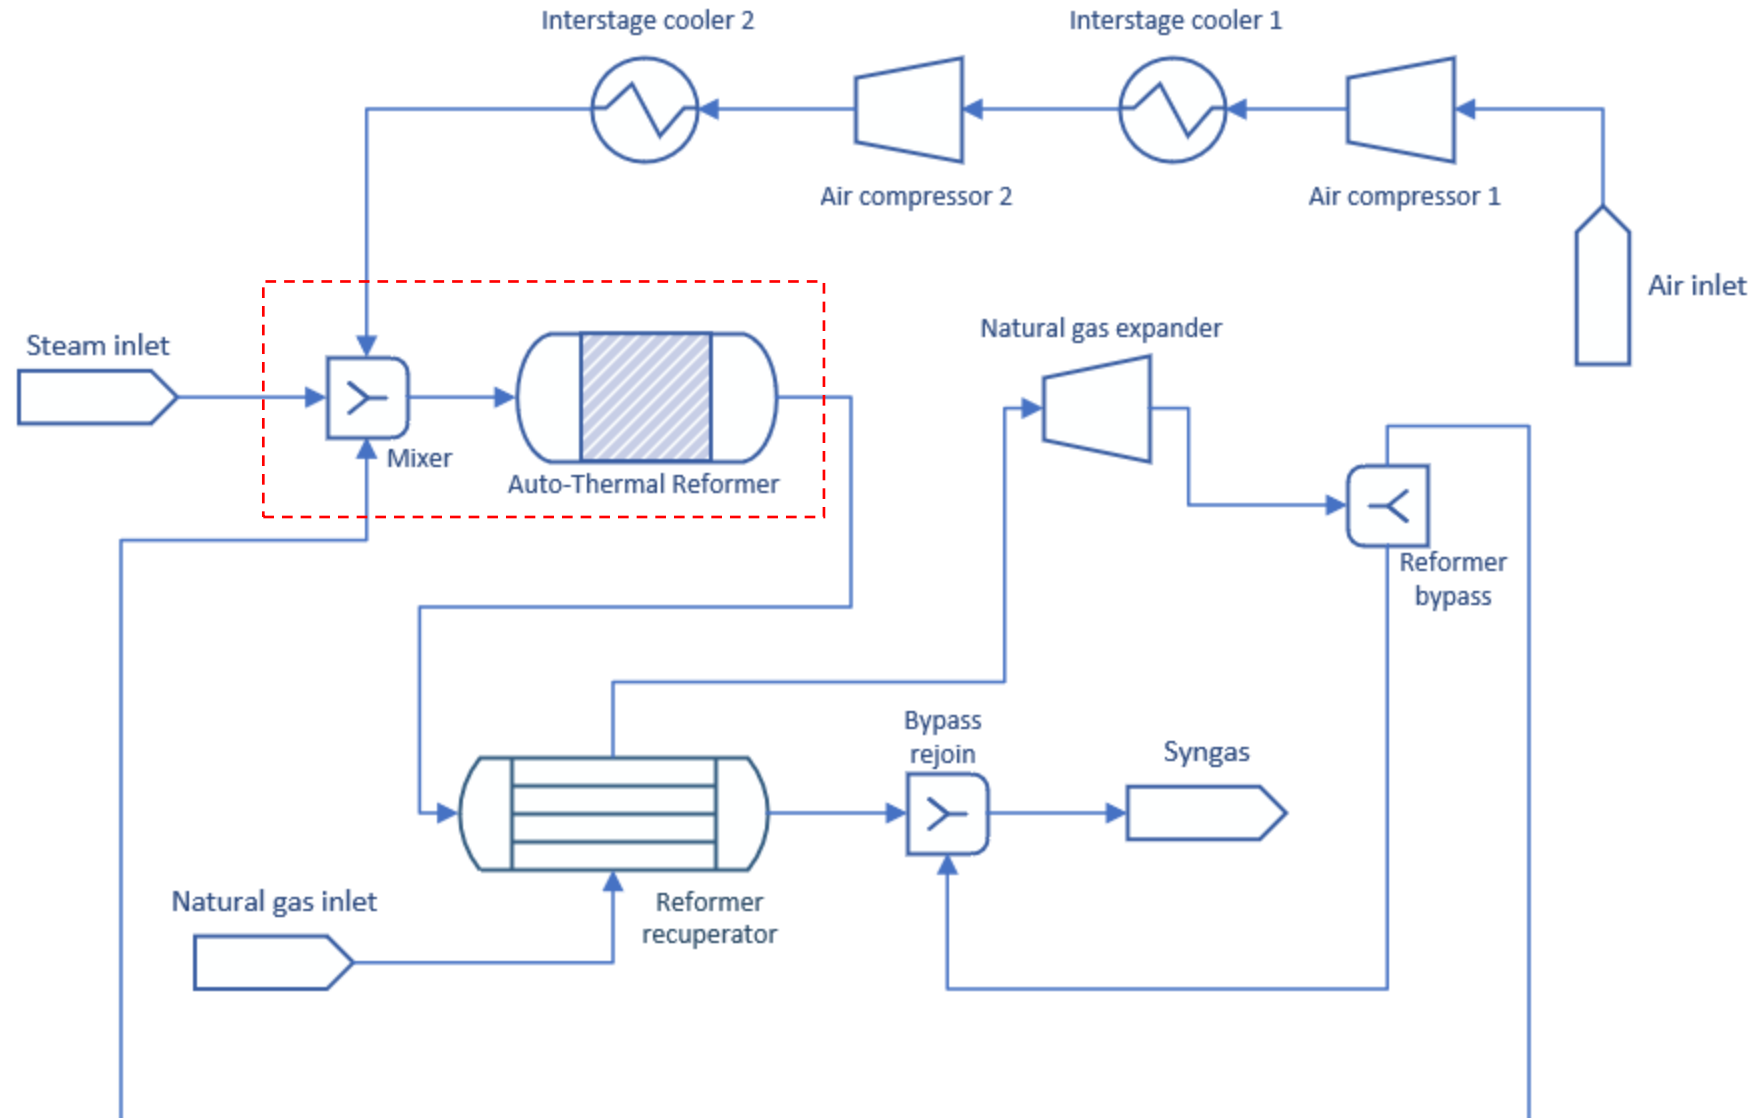 Interstage cooler 2
Interstage cooler 1
Air compressor 2
Air compressor 1
Air inlet
Steam inlet
Natural gas expander
Mixer
Auto-Thermal Reformer
Reformer
bypass
Bypass
rejoin
Syngas
Natural gas inlet
Reformer
recuperator